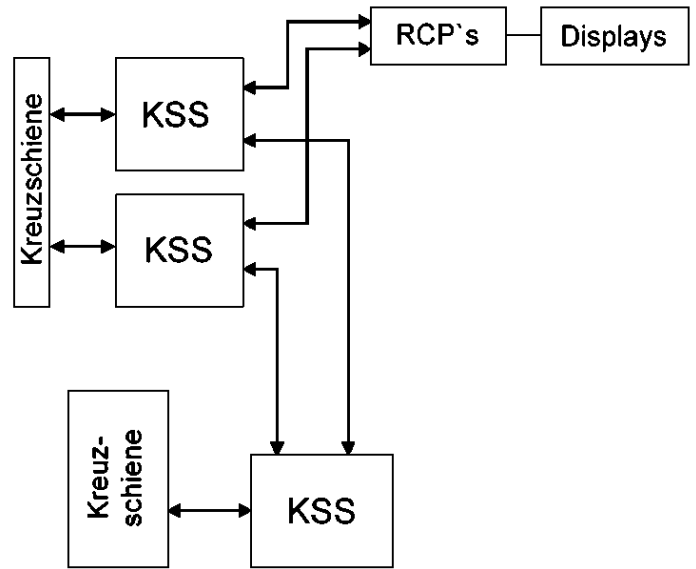 RCP`s
Displays
Kreuzschiene
KSS
KSS
Kreuz-
schiene
KSS